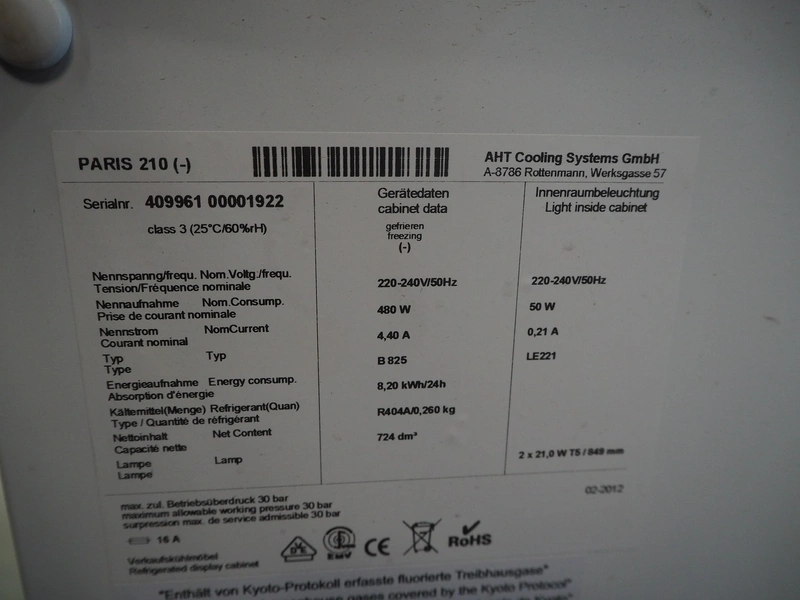 PARIS 210 (-)
AHT Cooling Systems GmbH
A-8786 Rottenmann, Werksgasse 57
Serialnr. 409961 00001922
class 3 (25°C/60%rH)
Gerätedaten
cabinet data
gefrieren
freezing
(-)
Innenraumbeleuchtung
Light inside cabinet
Nennspanng/frequ. Nom.Voltg./frequ.
Tension/Fréquence nominale
220-240V/50Hz
220-240V/50Hz
Nennaufnahme Nom.Consump.
Prise de courant nominale
480 W
50 W
Nennstrom NomCurrent
Courant nominal
4,40 A
0,21 A
Typ Typ
Type
B 825
LE221
Energieaufnahme Energy consump.
Absorption d'énergie
8,20 kWh/24h
Kältemittel(Menge) Refrigerant(Quan)
Type / Quantité de réfrigérant
R404A/0,260 kg
Nettoinhalt Net Content
Capacité nette
724 dm³
Lampe Lamp
Lampe
2 x 21,0 W T5 / 849 mm
max. zul. Betriebsüberdruck 30 bar
maximum allowable working pressure 30 bar
surpression max. de service admissible 30 bar
02-2012
16 A
EMV
CE
RoHS
Verkaufskühlmöbel
Refrigerated display cabinet
"Enthält von Kyoto-Protokoll erfasste fluorierte Treibhausgase"
gases covered by the Kyoto Protocol"